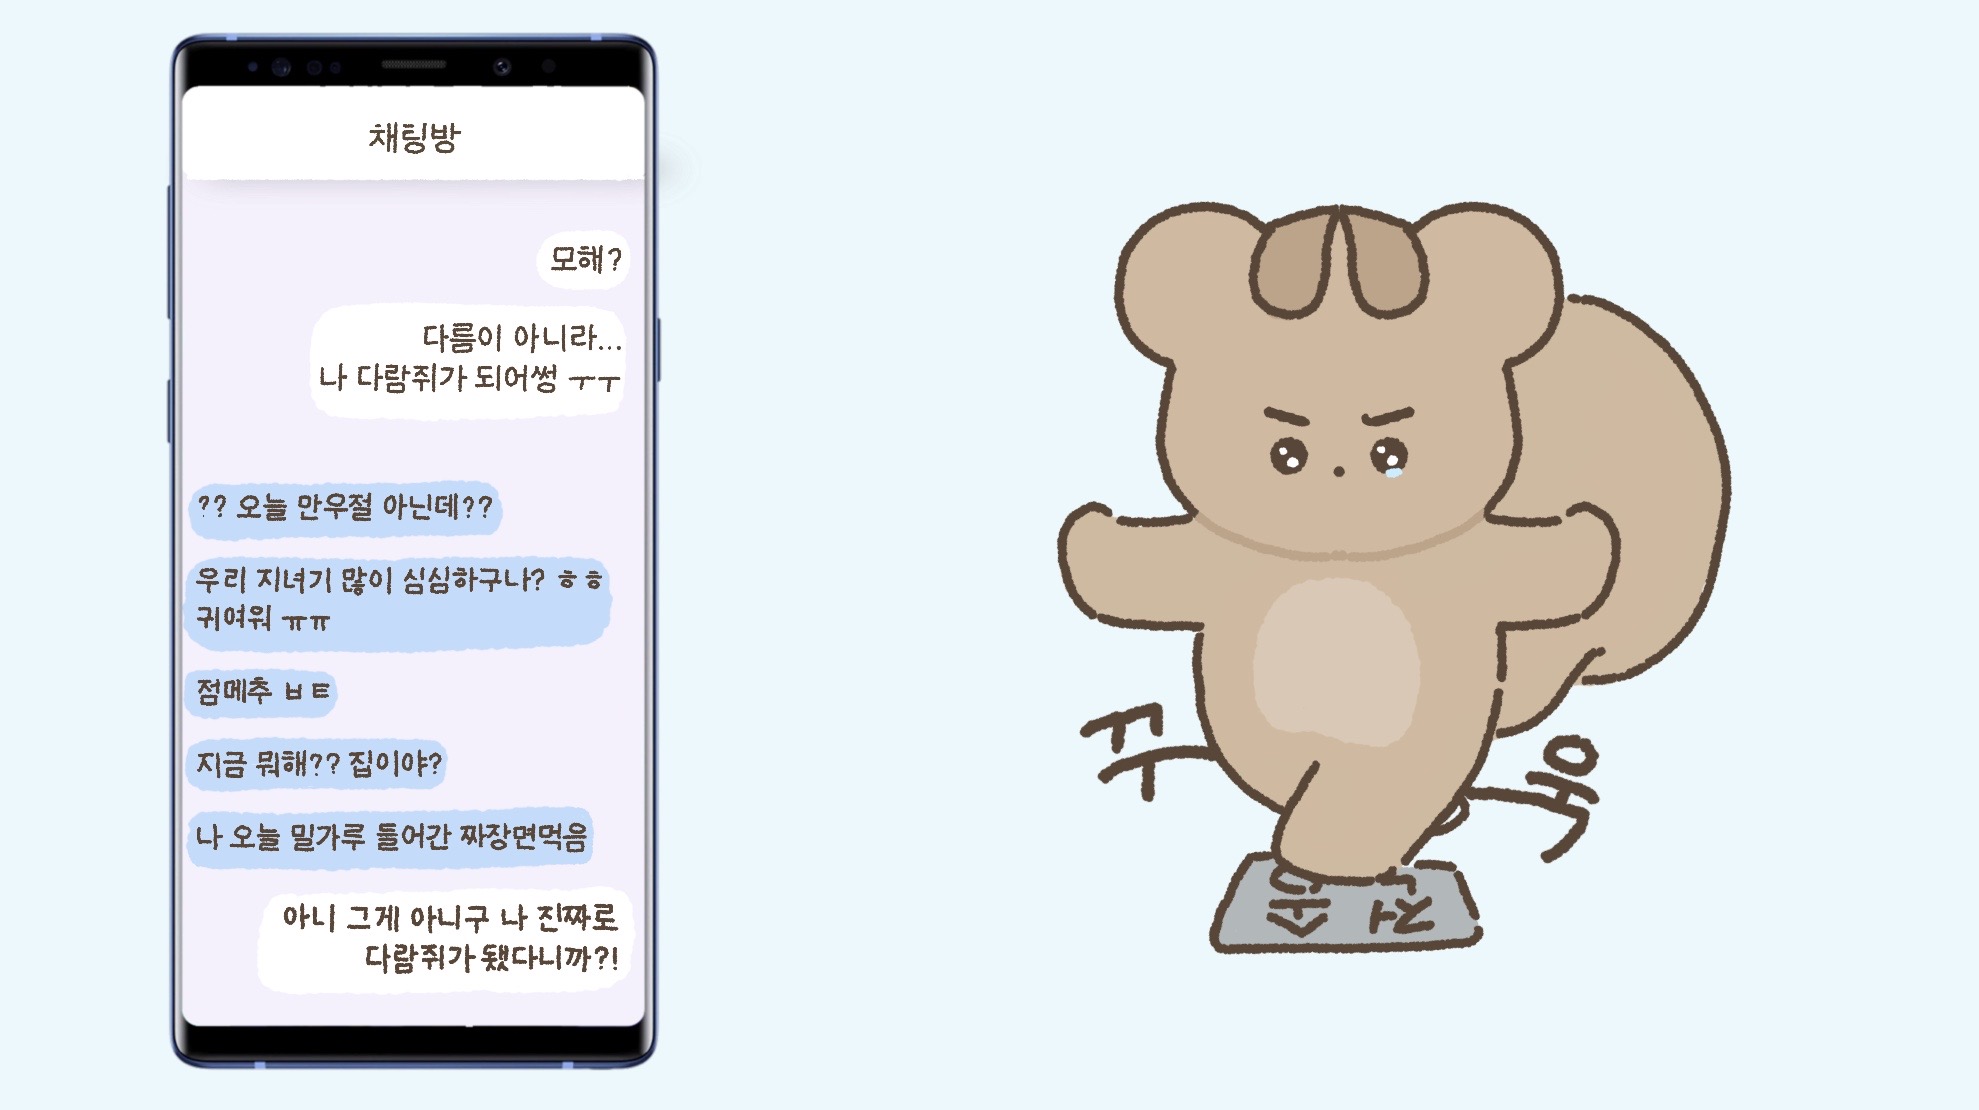 채팅방
모해?
다름이 아니라...
나 다람쥐가 되어썽 ㅜㅜ
?? 오늘 만우절 아닌데??
우리 지녀기 많이 심심하구나? ㅎㅎ
귀여워 ㅠㅠ
점메추 ㅂㅌ
지금 뭐해?? 집이야?
나 오늘 밀가루 들어간 짜장면먹음
아니 그게 아니구 나 진짜로
다람쥐가 됐다니까?!
꾸
욱